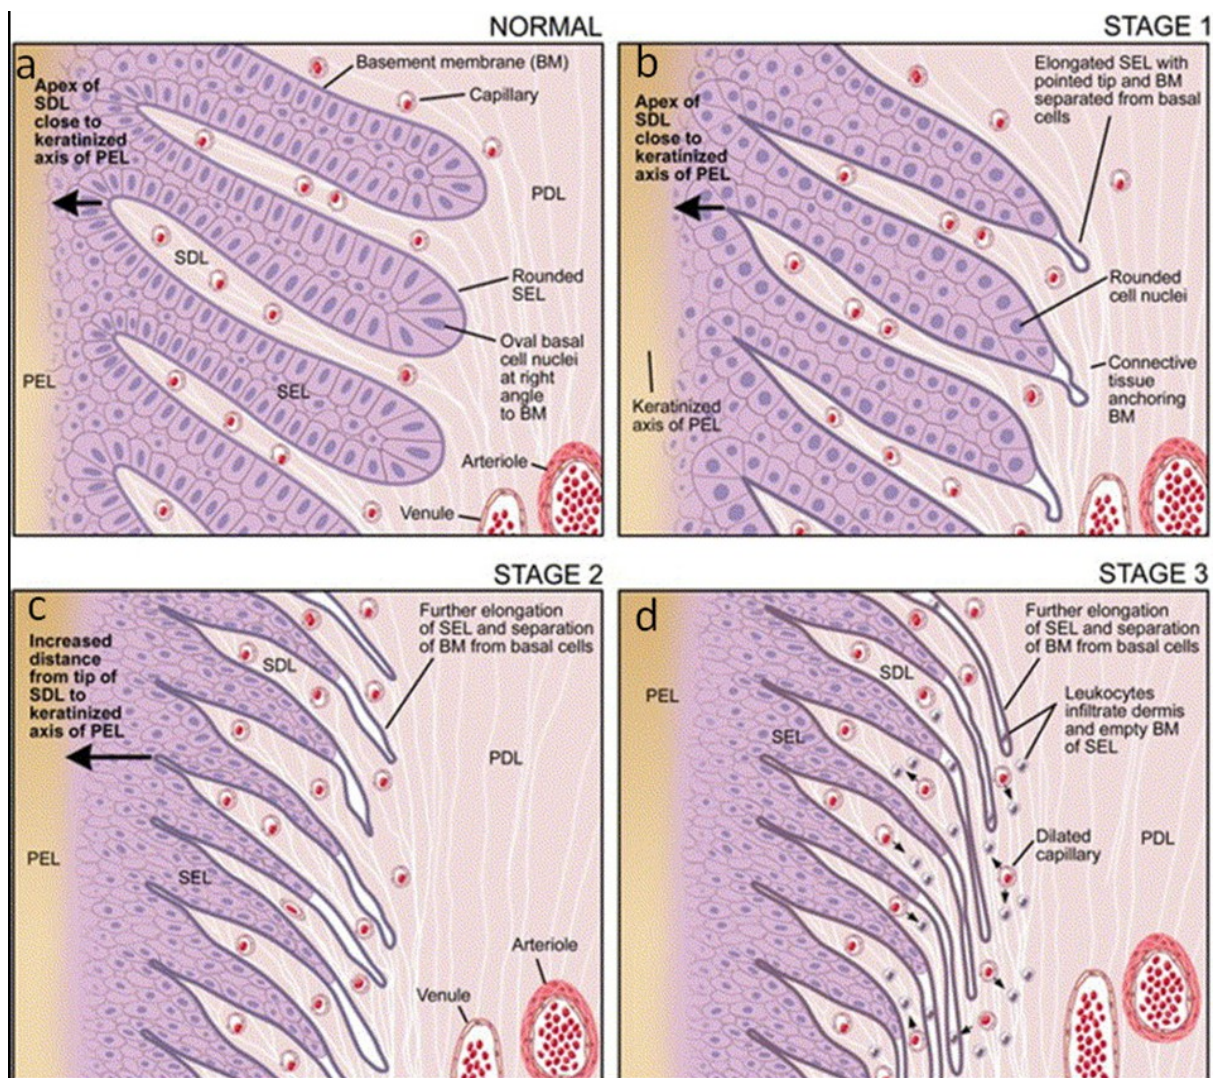 NORMAL
a
Apex of
SDL
close to
keratinized
axis of PEL
Basement membrane (BM)
Capillary
PDL
SDL
Rounded
SEL
Oval basal
cell nuclei
at right
angle
to BM
PEL
SEL
Arteriole
Venule
STAGE 1
b
Apex of
SDL
close to
keratinized
axis of PEL
Elongated SEL with
pointed tip and BM
separated from basal
cells
Rounded
cell nuclei
Connective
tissue
anchoring
BM
Keratinized
axis of PEL
STAGE 2
c
Increased
distance
from tip of
SDL to
keratinized
axis of PEL
SDL
Further elongation
of SEL and separation
of BM from basal cells
PDL
PEL
SEL
Arteriole
Venule
STAGE 3
d
PEL
SDL
SEL
Further elongation
of SEL and separation
of BM from basal cells
Leukocytes
infiltrate dermis
and empty BM
of SEL
Dilated
capillary
PDL